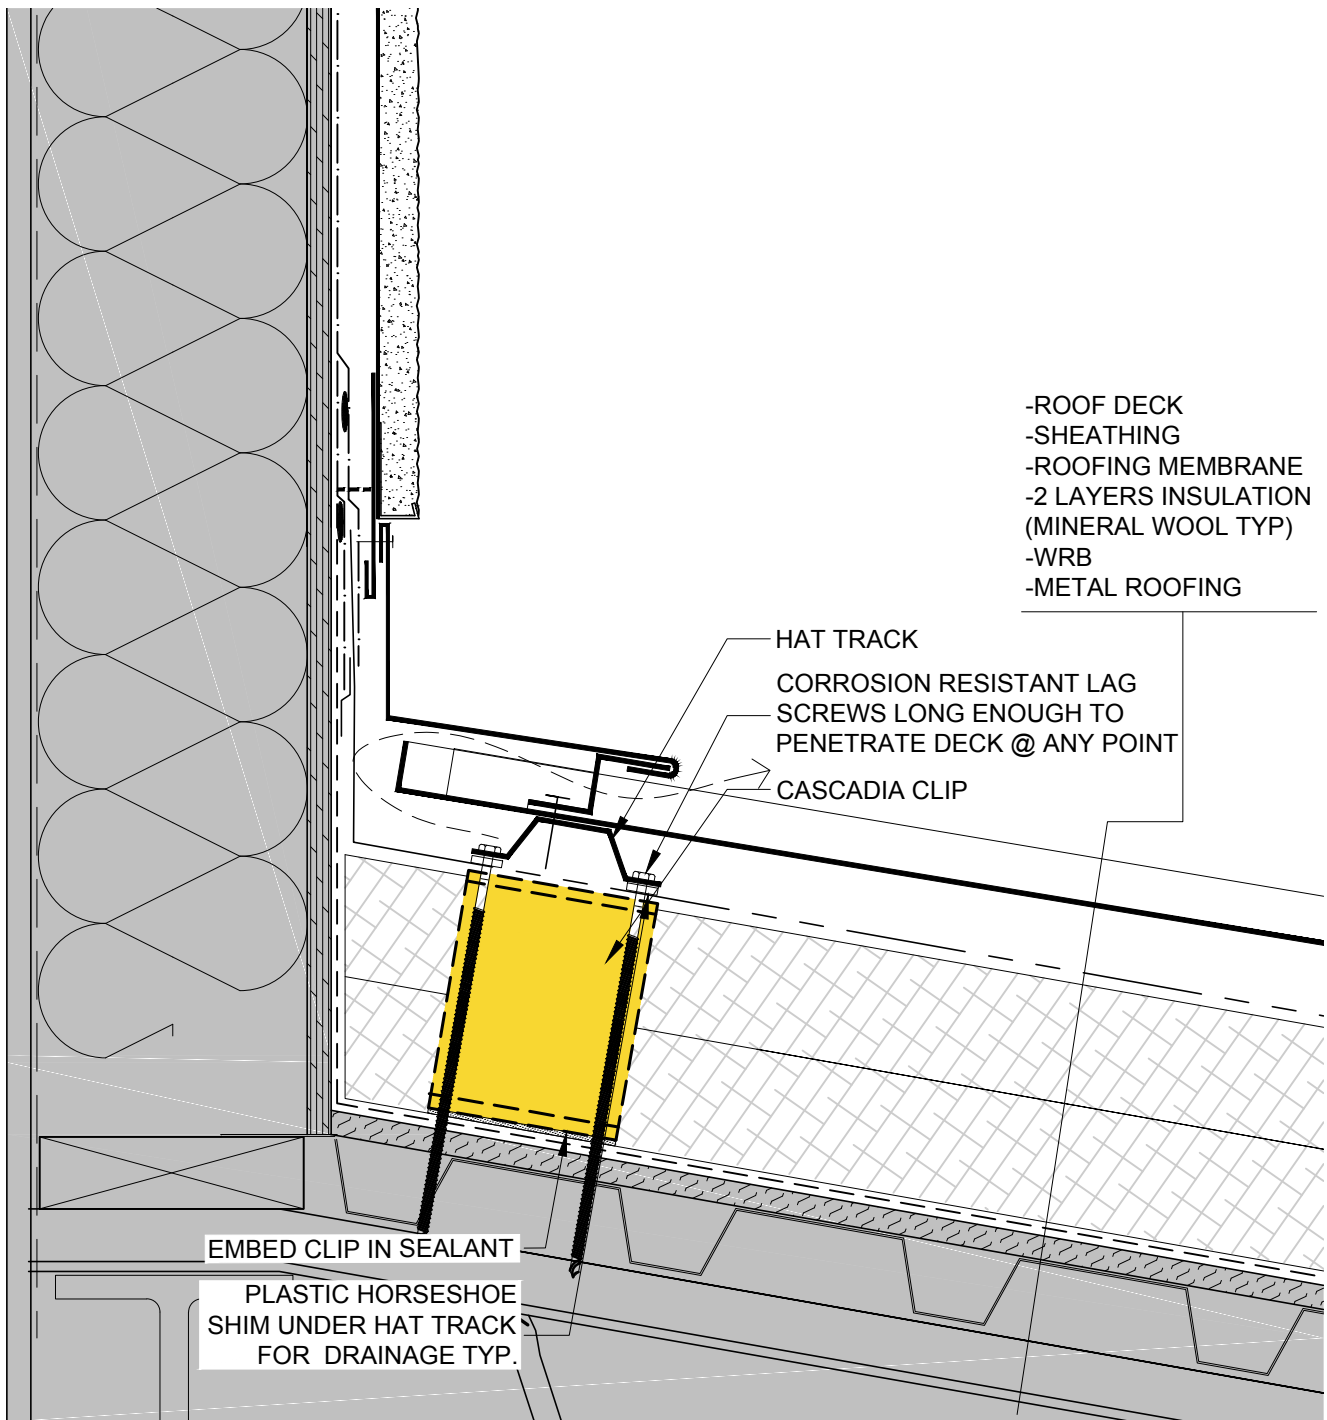 -ROOF DECK
-SHEATHING
-ROOFING MEMBRANE
-2 LAYERS INSULATION
(MINERAL WOOL TYP)
-WRB
-METAL ROOFING
HAT TRACK
CORROSION RESISTANT LAG
SCREWS LONG ENOUGH TO
PENETRATE DECK @ ANY POINT
CASCADIA CLIP
EMBED CLIP IN SEALANT
PLASTIC HORSESHOE
SHIM UNDER HAT TRACK
FOR DRAINAGE TYP.